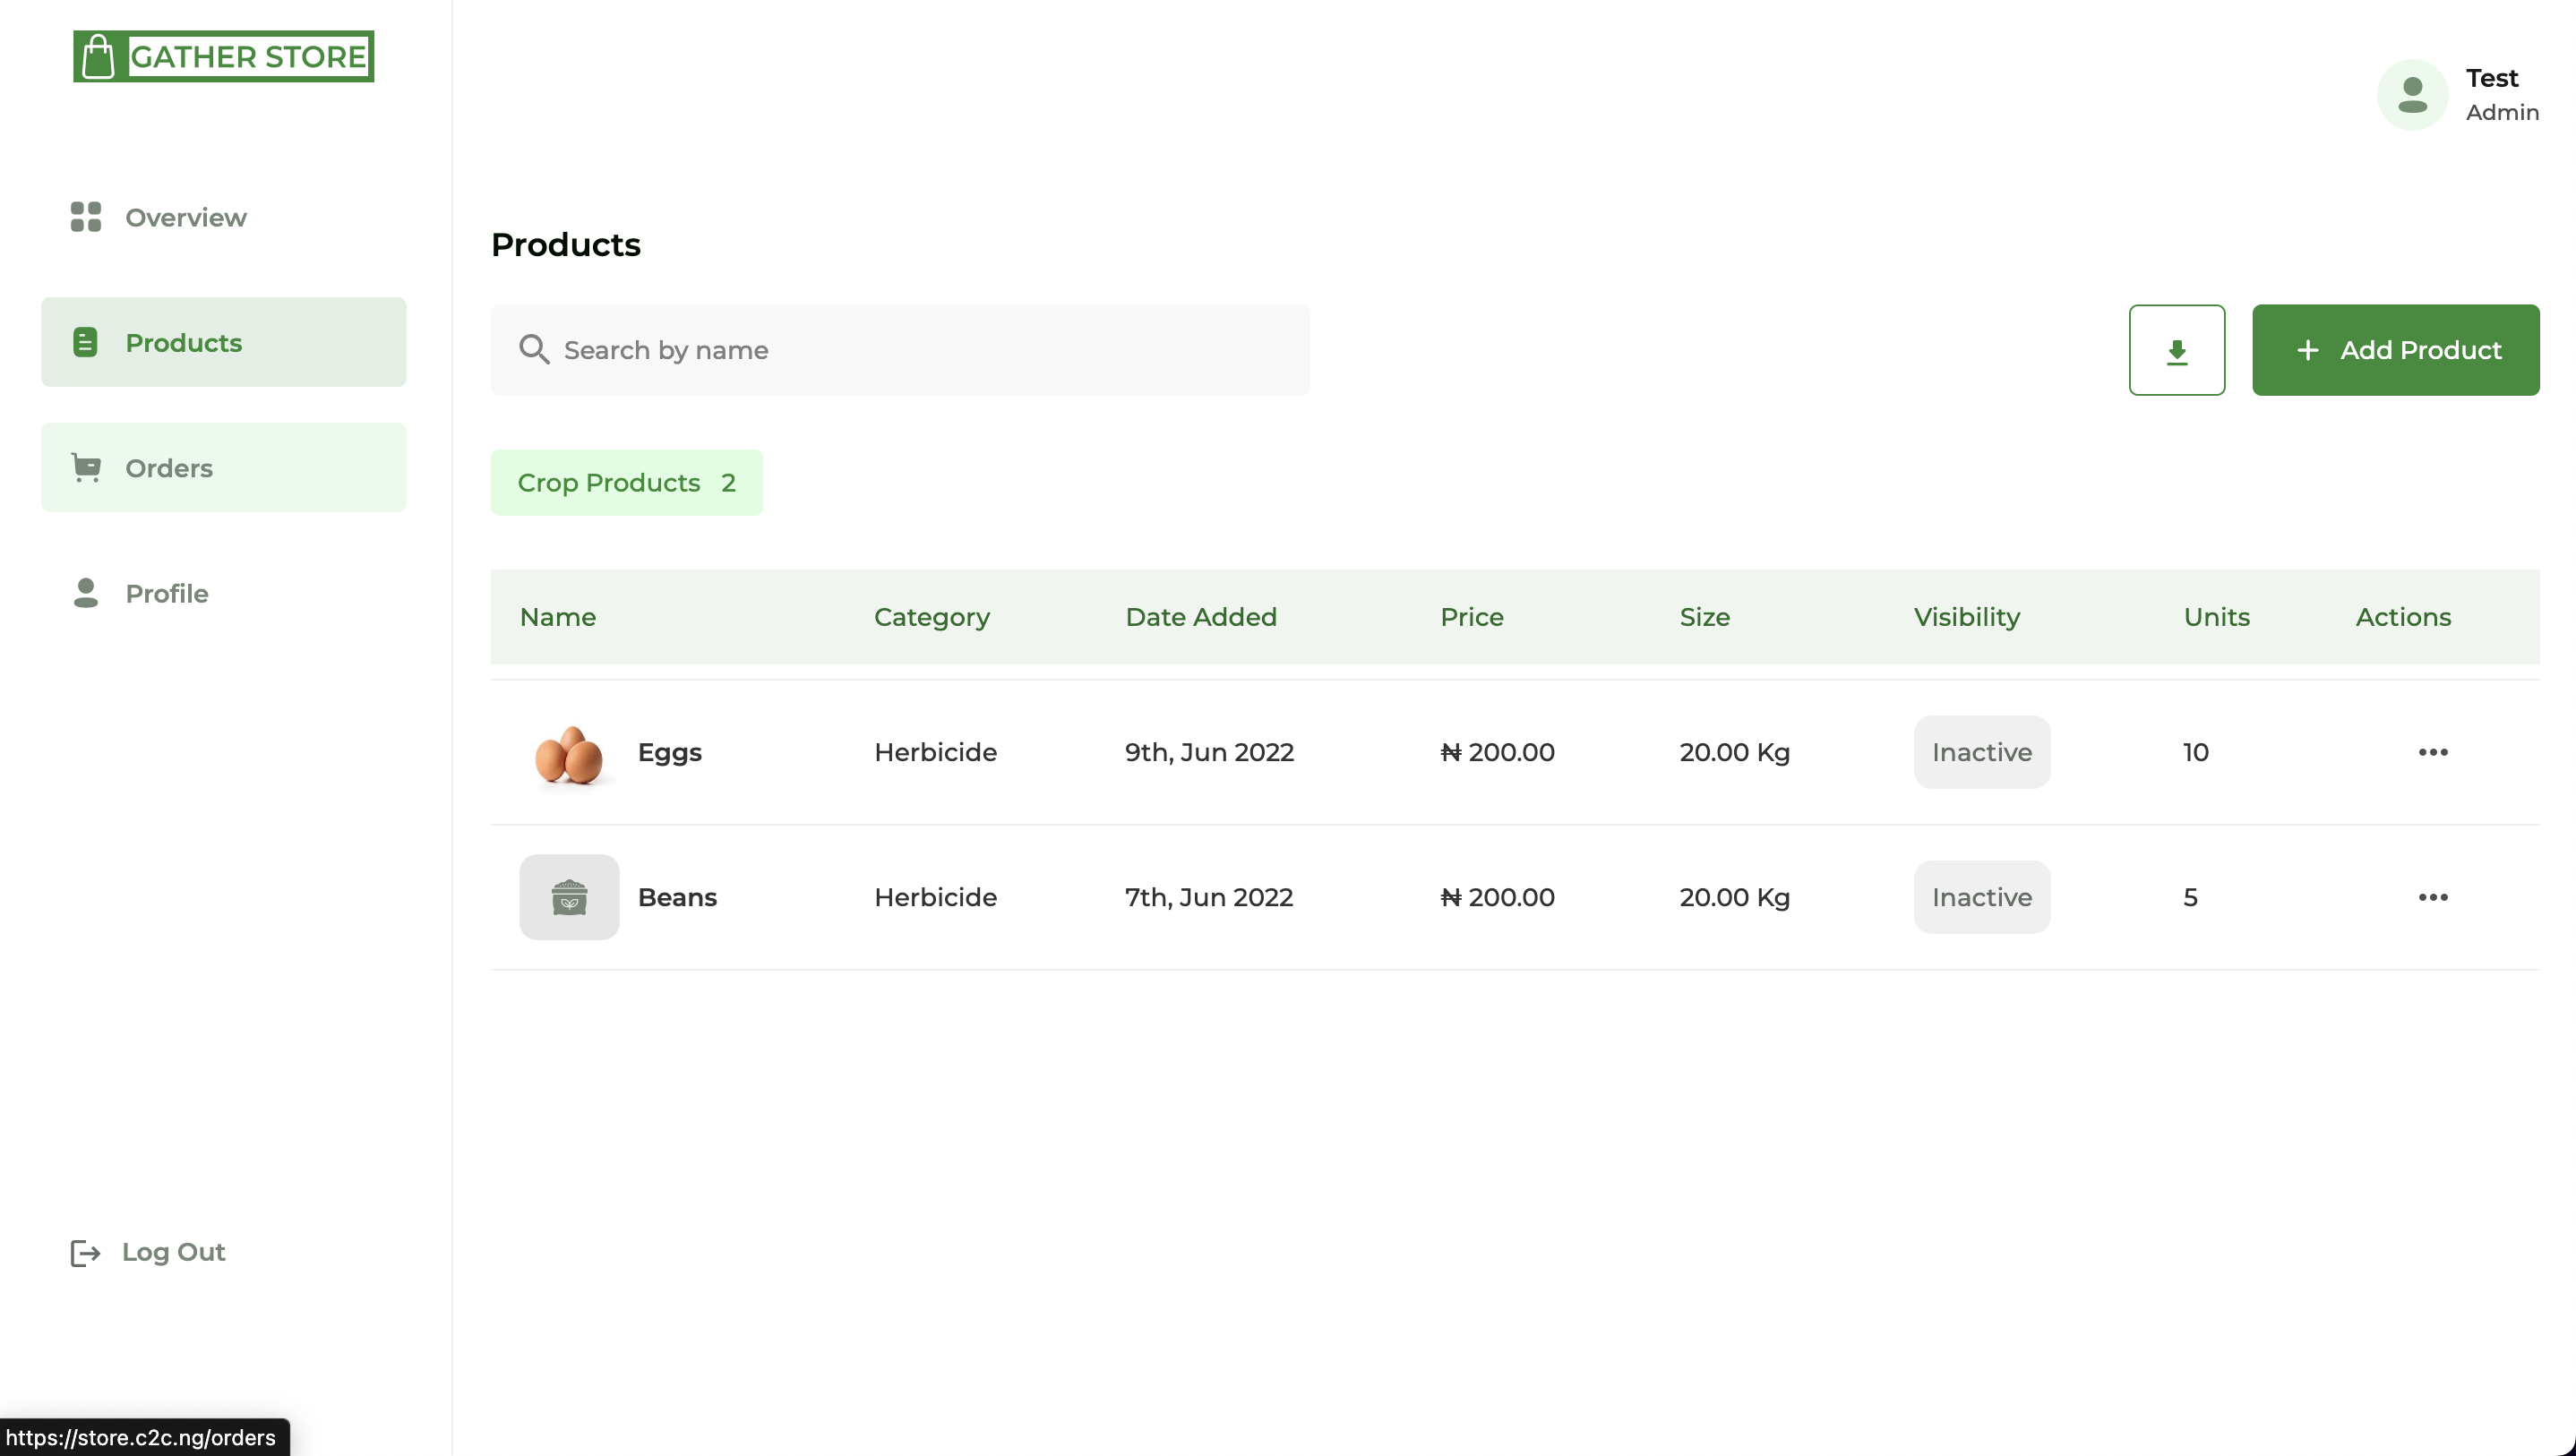 GATHER STORE
Test
Admin
Overview
Products
Orders
Profile
Log Out
Products
Search by name
+ Add Product
Crop Products 2
Name Category Date Added Price Size Visibility Units Actions
Eggs Herbicide 9th, Jun 2022 ₦ 200.00 20.00 Kg Inactive 10
Beans Herbicide 7th, Jun 2022 ₦ 200.00 20.00 Kg Inactive 5
https://store.c2c.ng/orders